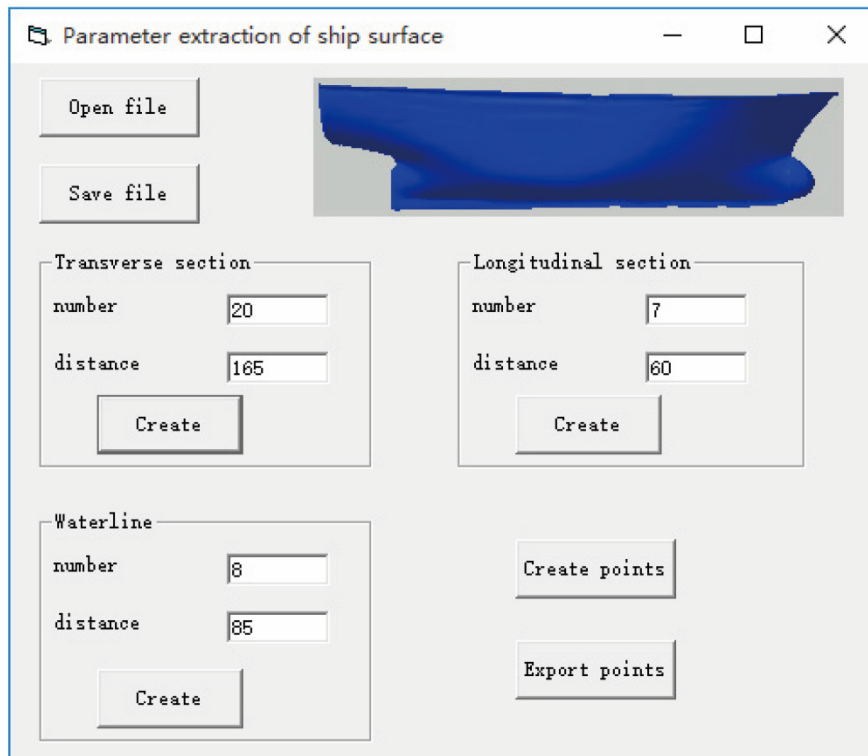 Parameter extraction of ship surface
Open file
Save file
Transverse section
number 20
distance 165
Create
Longitudinal section
number 7
distance 60
Create
Waterline
number 8
distance 85
Create
Create points
Export points